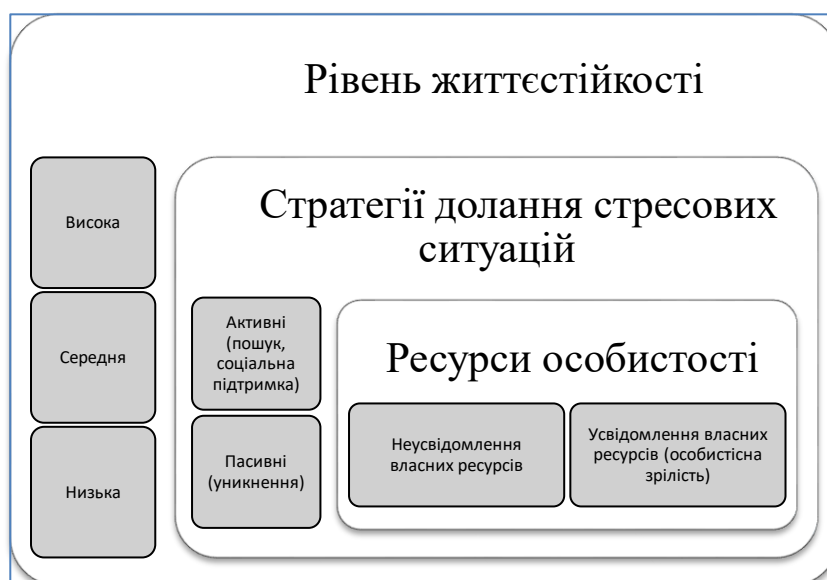 Рівень життєстійкості
Висока
Середня
Низька
Стратегії долання стресових
ситуацій
Активні
(пошук,
соціальна
підтримка)
Пасивні
(уникнення)
Ресурси особистості
Неусвідомлення
власних ресурсів
Усвідомлення власних
ресурсів (особистісна
зрілість)